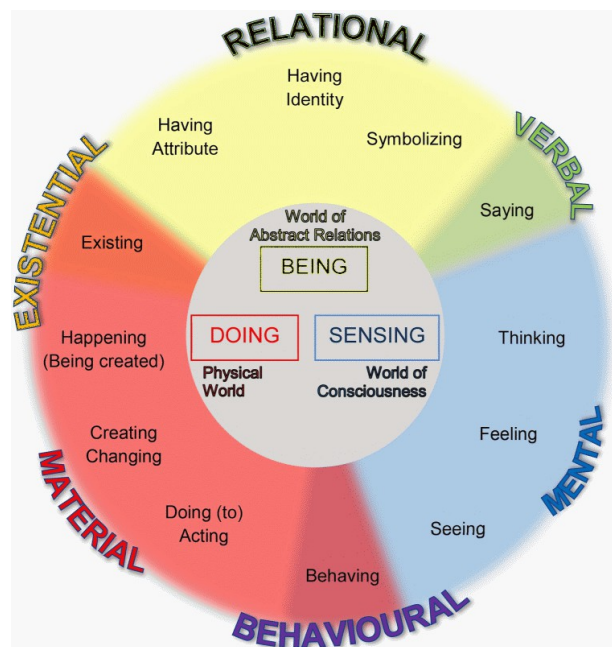 RELATIONAL
Having
Identity
Having
Attribute
Symbolizing
VERBAL
Saying
EXISTENTIAL
Existing
World of
Abstract Relations
BEING
DOING
SENSING
Physical
World
World of
Consciousness
Happening
(Being created)
Thinking
Creating
Changing
Feeling
MENTAL
MATERIAL
Doing (to)
Acting
Seeing
Behaving
BEHAVIOURAL